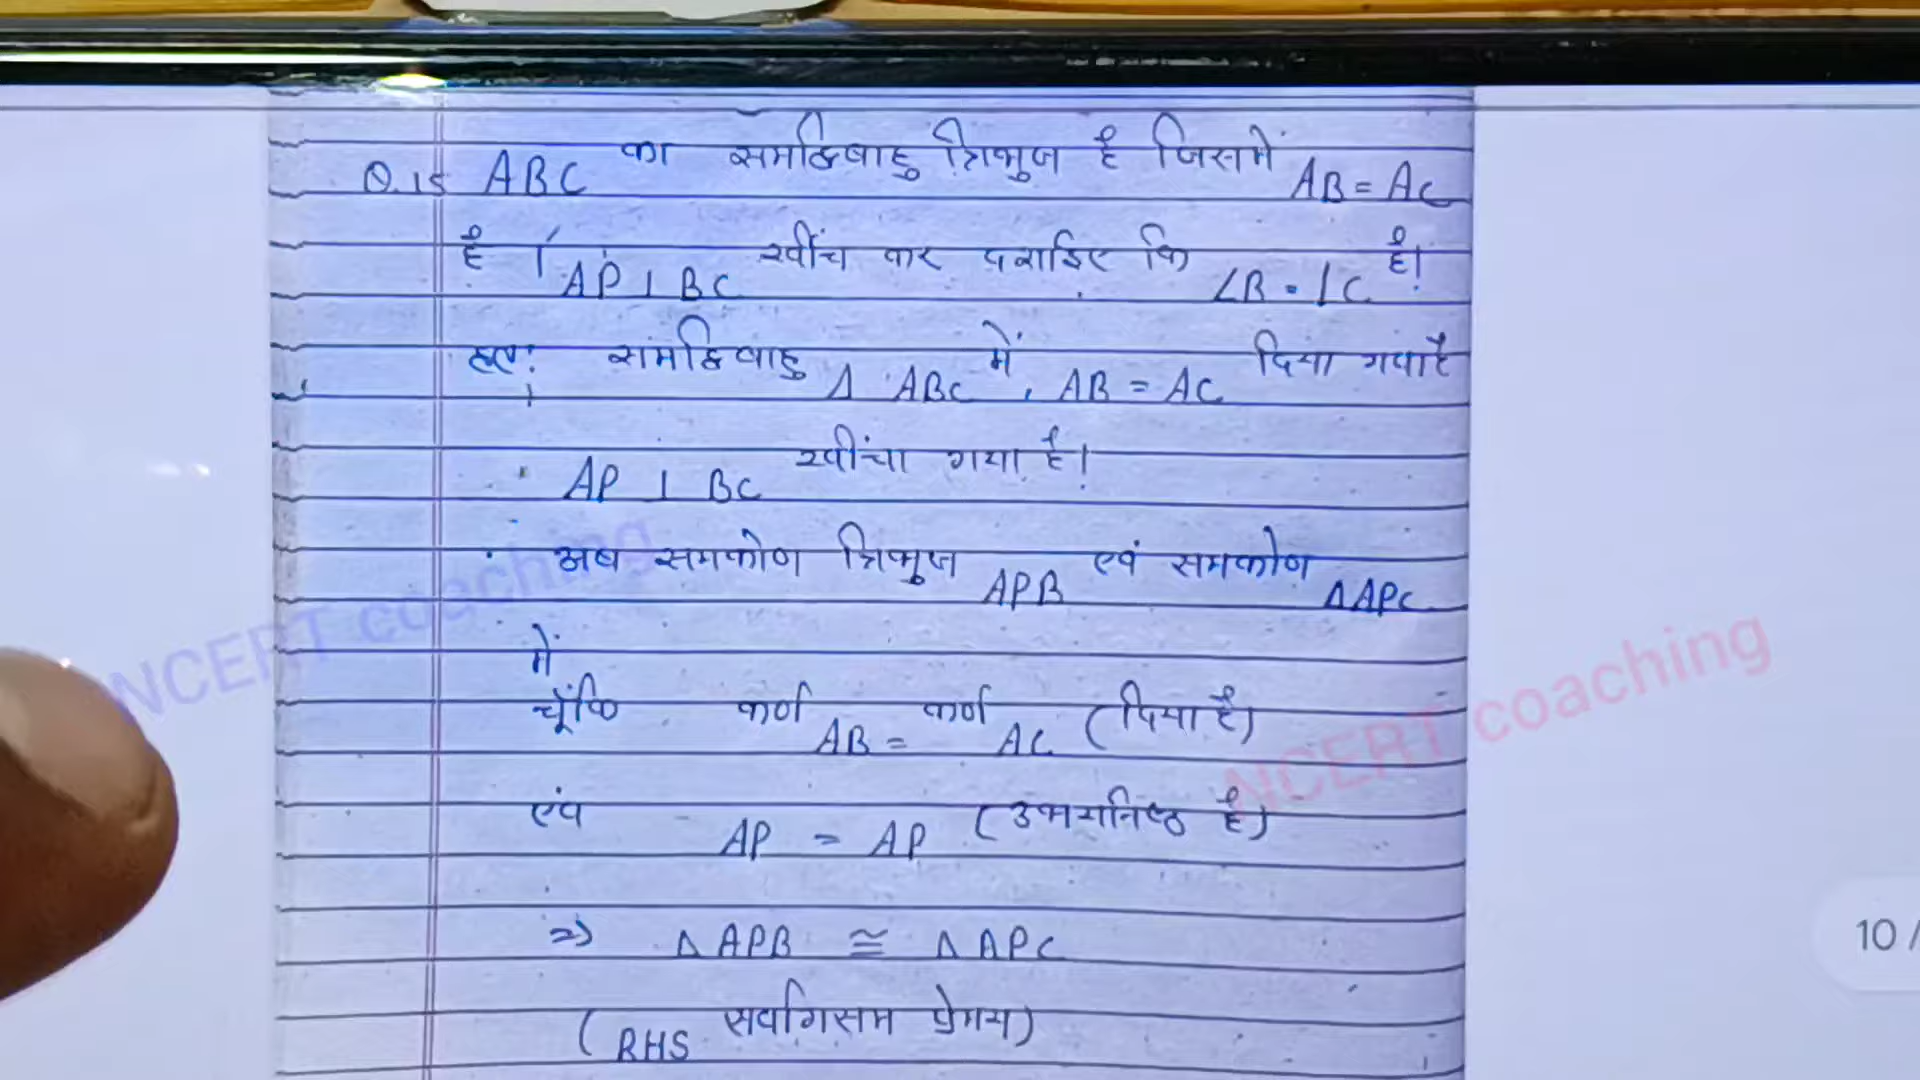 Q.15 ABC का समद्विबाहु त्रिभुज है जिसमें AB = AC
है । AP ⊥ BC खींच कर दर्शाइए कि ∠B = ∠C है।
हल: समद्विबाहु Δ ABC में, AB = AC दिया गया है
AP ⊥ BC खींचा गया है।
अब समकोण त्रिभुज APB एवं समकोण Δ APC
में
चूंकि कर्ण AB = कर्ण AC (दिया है)
एंव AP = AP (उभयनिष्ठ है)
=> Δ APB ≅ Δ APC
(RHS सर्वांगसम प्रेमय)
NCERT coaching
NCERT coaching
10 /